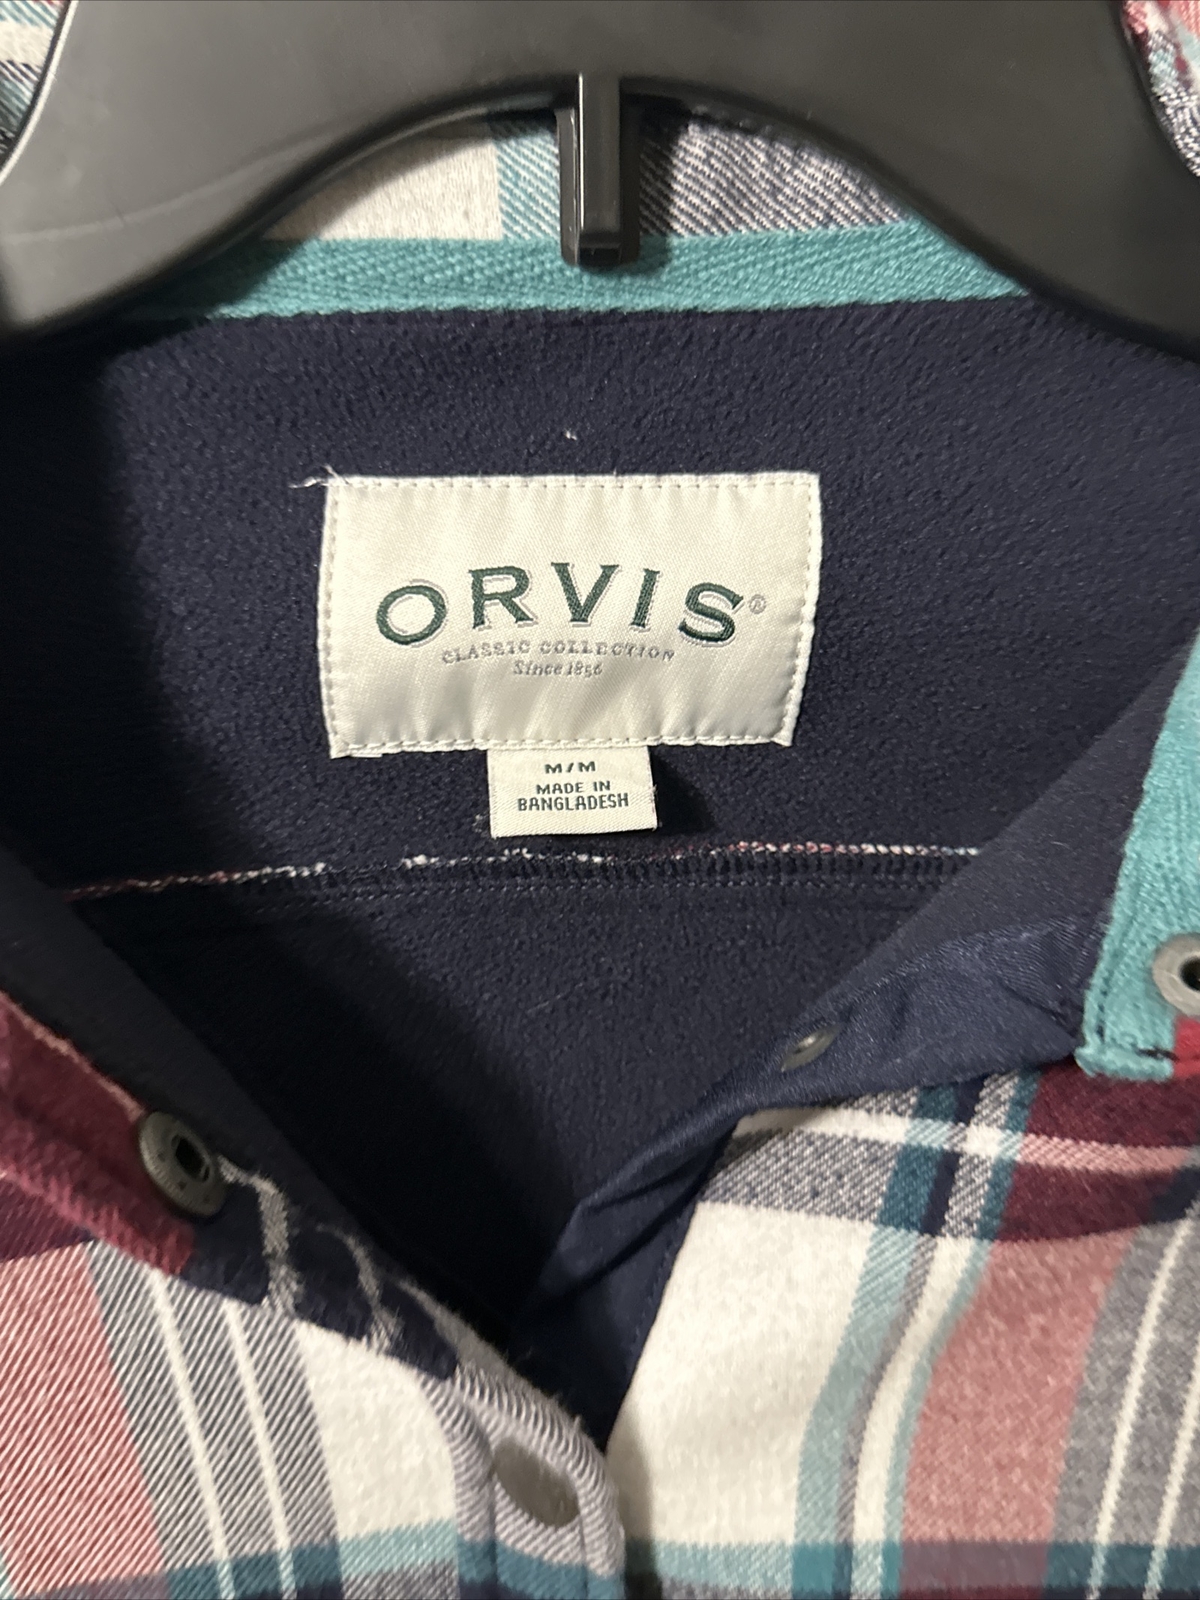 ORVIS®
CLASSIC COLLECTION
Since 1856
M/M
MADE IN
BANGLADESH